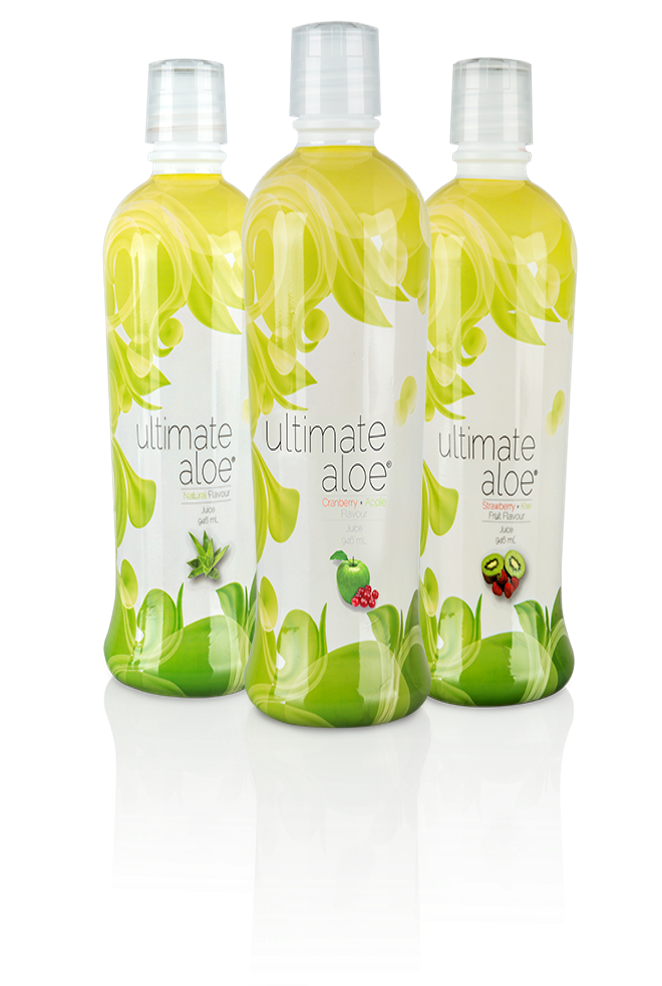 ultimate
aloe®
Natural Flavour
Juice
946 mL
ultimate
aloe®
Cranberry • Apple
Flavour
Juice
946 mL
ultimate
aloe®
Strawberry • Kiwi
Fruit Flavour
Juice
946 mL